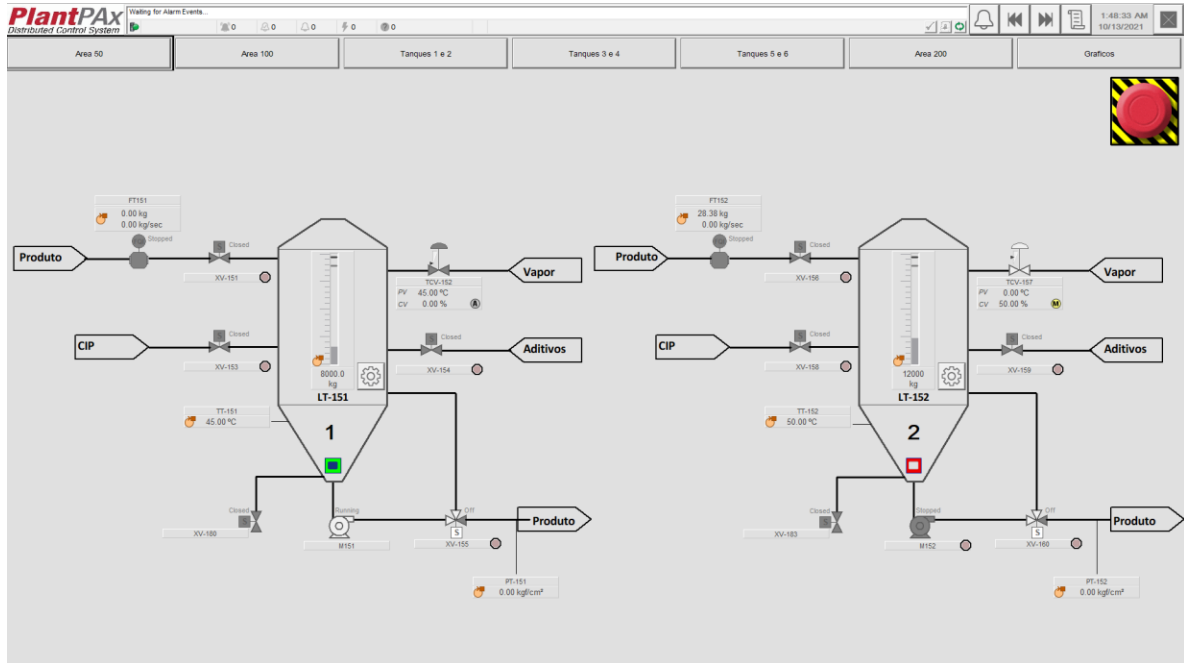 PlantPAx
Distributed Control System
Waiting for Alarm Events...
0 0 0 0 0
1:48:33 AM
10/13/2021
Area 50 Area 100 Tanques 1 e 2 Tanques 3 e 4 Tanques 5 e 6 Area 200 Graficos
FT151
0.00 kg
0.00 kg/sec
Stopped
Closed
Produto
XV-151
TCV-152
PV 45.00 ºC
CV 0.00 % A
Vapor
CIP
S
Closed
XV-153
Closed
XV-154
Aditivos
8000.0
kg
LT-151
TT-151
45.00 ºC
1
Closed
S
XV-180
Running
M151
Off
S
XV-155
Produto
PT-151
0.00 kgf/cm²
FT152
28.38 kg
0.00 kg/sec
Stopped
S
Closed
Produto
XV-156
TCV-157
PV 0.00 ºC
CV 50.00 % M
Vapor
CIP
S
Closed
XV-158
S
Closed
XV-159
Aditivos
12000
kg
LT-152
TT-152
50.00 ºC
2
Closed
S
XV-183
Stopped
M152
Off
S
XV-160
Produto
PT-152
0.00 kgf/cm²